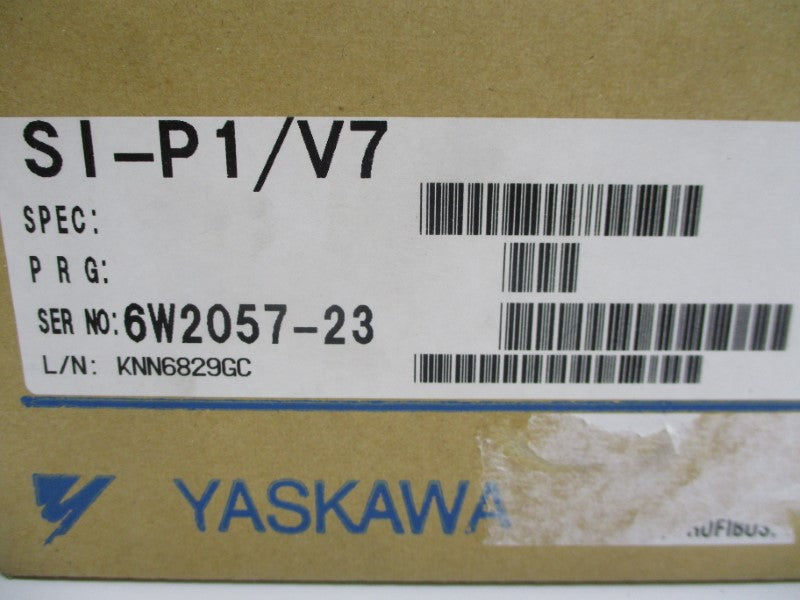 SI-P1/V7
SPEC:
PRG:
SER NO: 6W2057-23
L/N: KNN6829GC
YASKAWA